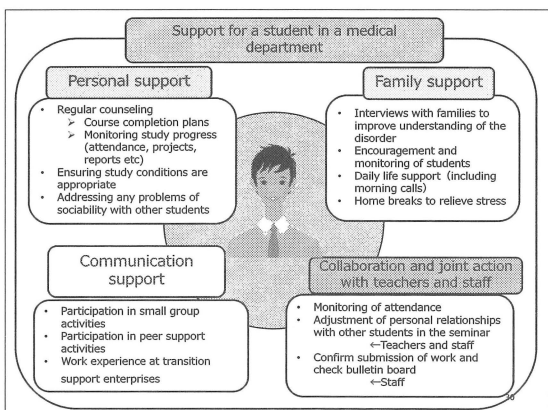 Support for a student in a medical
department
Personal support
• Regular counseling
➢ Course completion plans
➢ Monitoring study progress
(attendance, projects,
reports etc)
• Ensuring study conditions are
appropriate
• Addressing any problems of
sociability with other students
Family support
• Interviews with families to
improve understanding of the
disorder
• Encouragement and
monitoring of students
• Daily life support (including
morning calls)
• Home breaks to relieve stress
Communication
support
• Participation in small group
activities
• Participation in peer support
activities
• Work experience at transition
support enterprises
Collaboration and joint action
with teachers and staff
• Monitoring of attendance
• Adjustment of personal relationships
with other students in the seminar
←Teachers and staff
• Confirm submission of work and
check bulletin board
←Staff